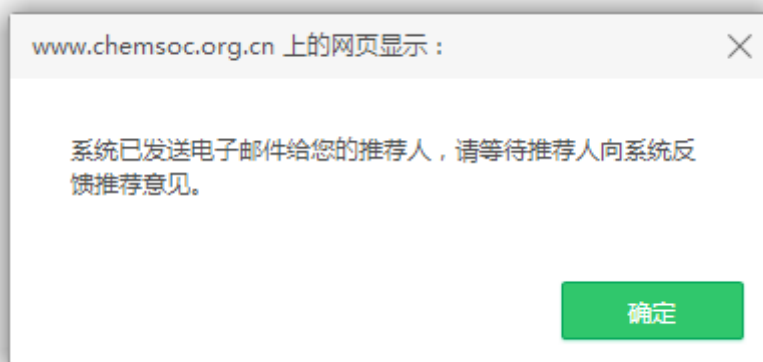 www.chemsoc.org.cn 上的网页显示：
系统已发送电子邮件给您的推荐人，请等待推荐人向系统反
馈推荐意见。
确定